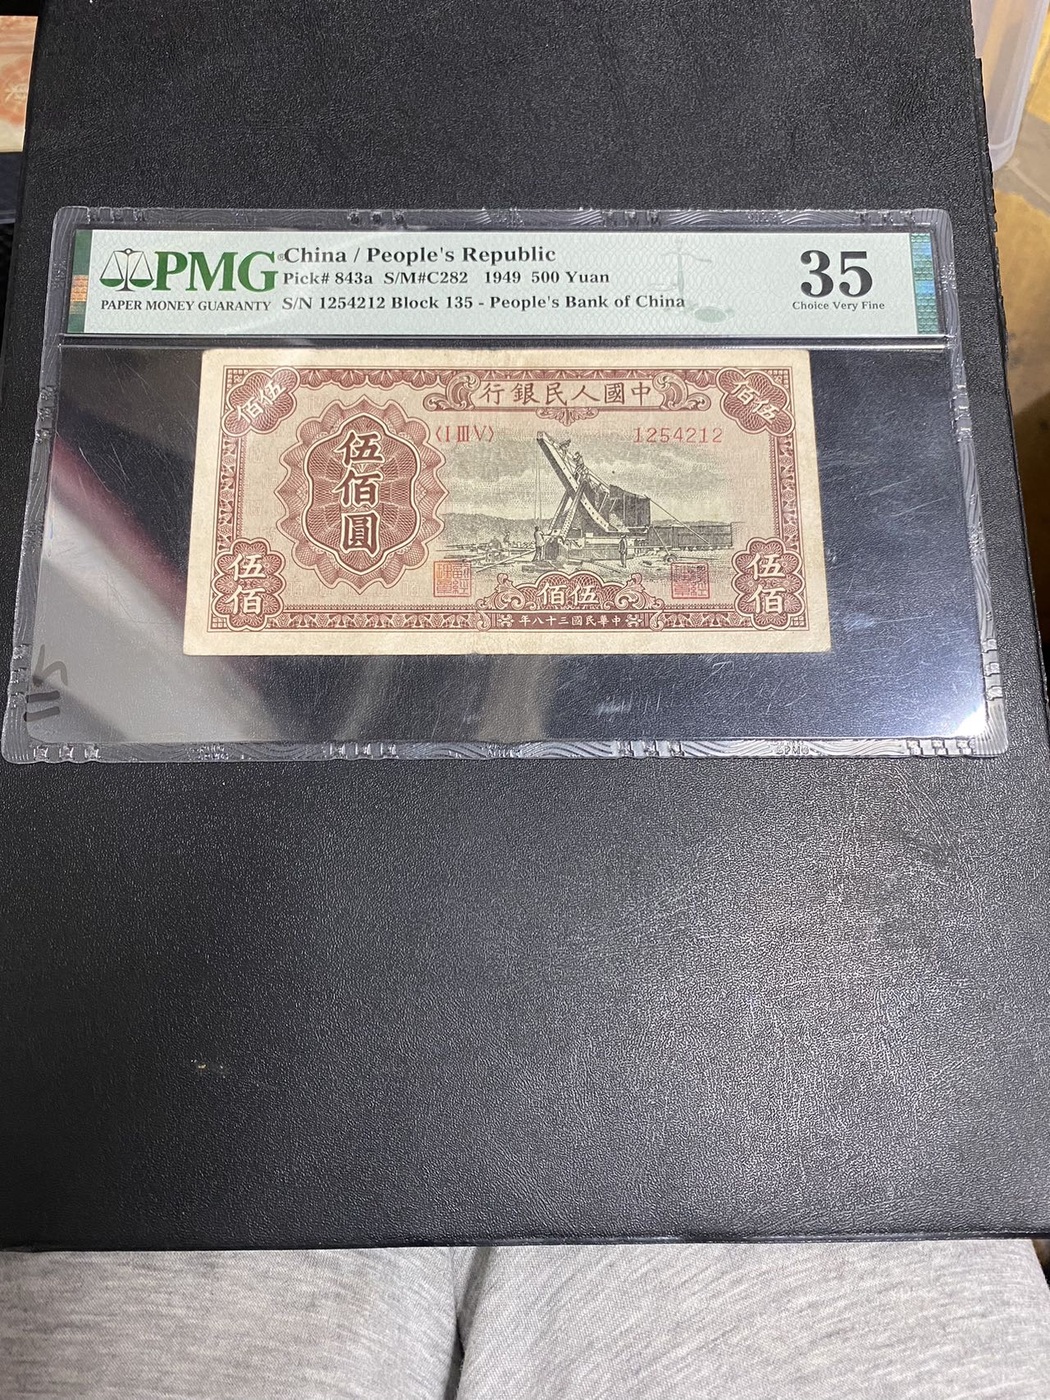 PMG
PAPER MONEY GUARANTY
China / People's Republic
Pick# 843a S/M#C282 1949 500 Yuan
S/N 1254212 Block 135 - People's Bank of China
35
Choice Very Fine
佰伍
行銀民人國中
佰伍
〈I III V〉
1254212
伍佰圓
伍佰
佰伍
伍佰
年八十三國民華中